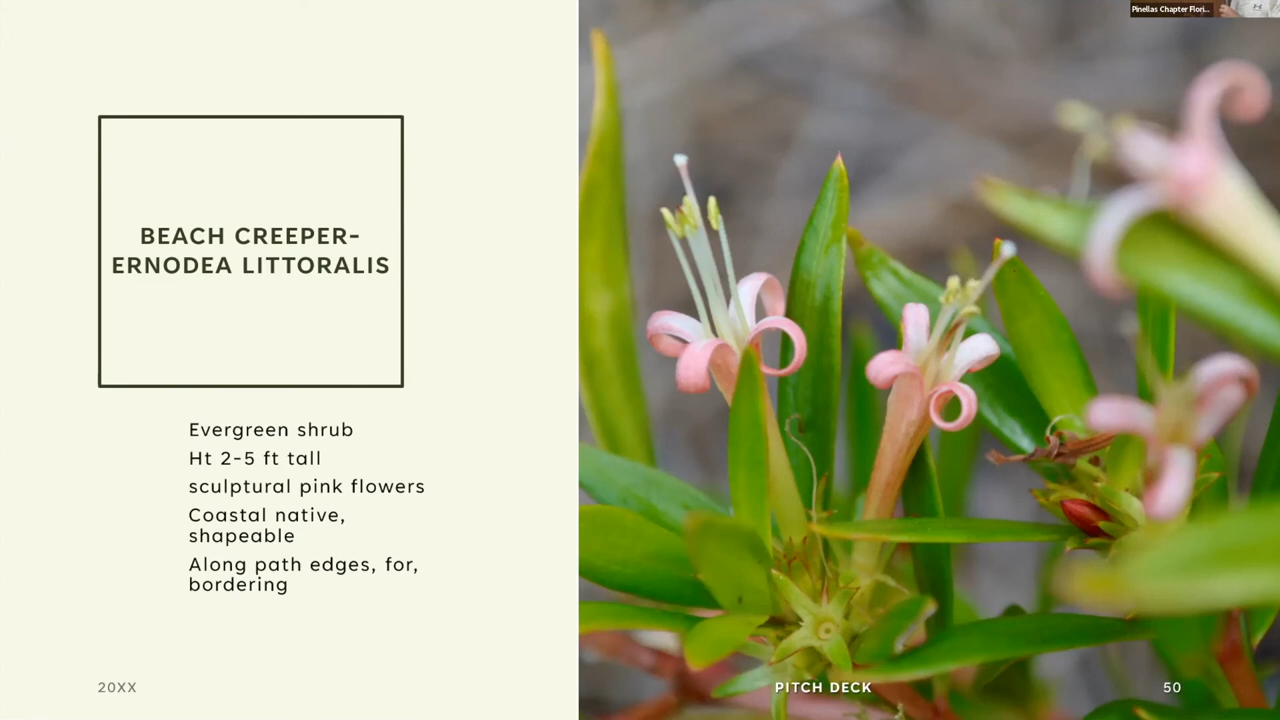 Pinellas Chapter Flori...
BEACH CREEPER-
ERNODEA LITTORALIS
Evergreen shrub
Ht 2-5 ft tall
sculptural pink flowers
Coastal native,
shapeable
Along path edges, for,
bordering
20XX
PITCH DECK
50